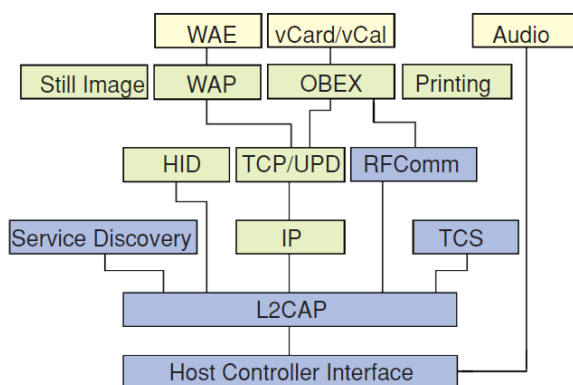 WAE
vCard/vCal
Audio
Still Image
WAP
OBEX
Printing
HID
TCP/UPD
RFComm
Service Discovery
IP
TCS
L2CAP
Host Controller Interface